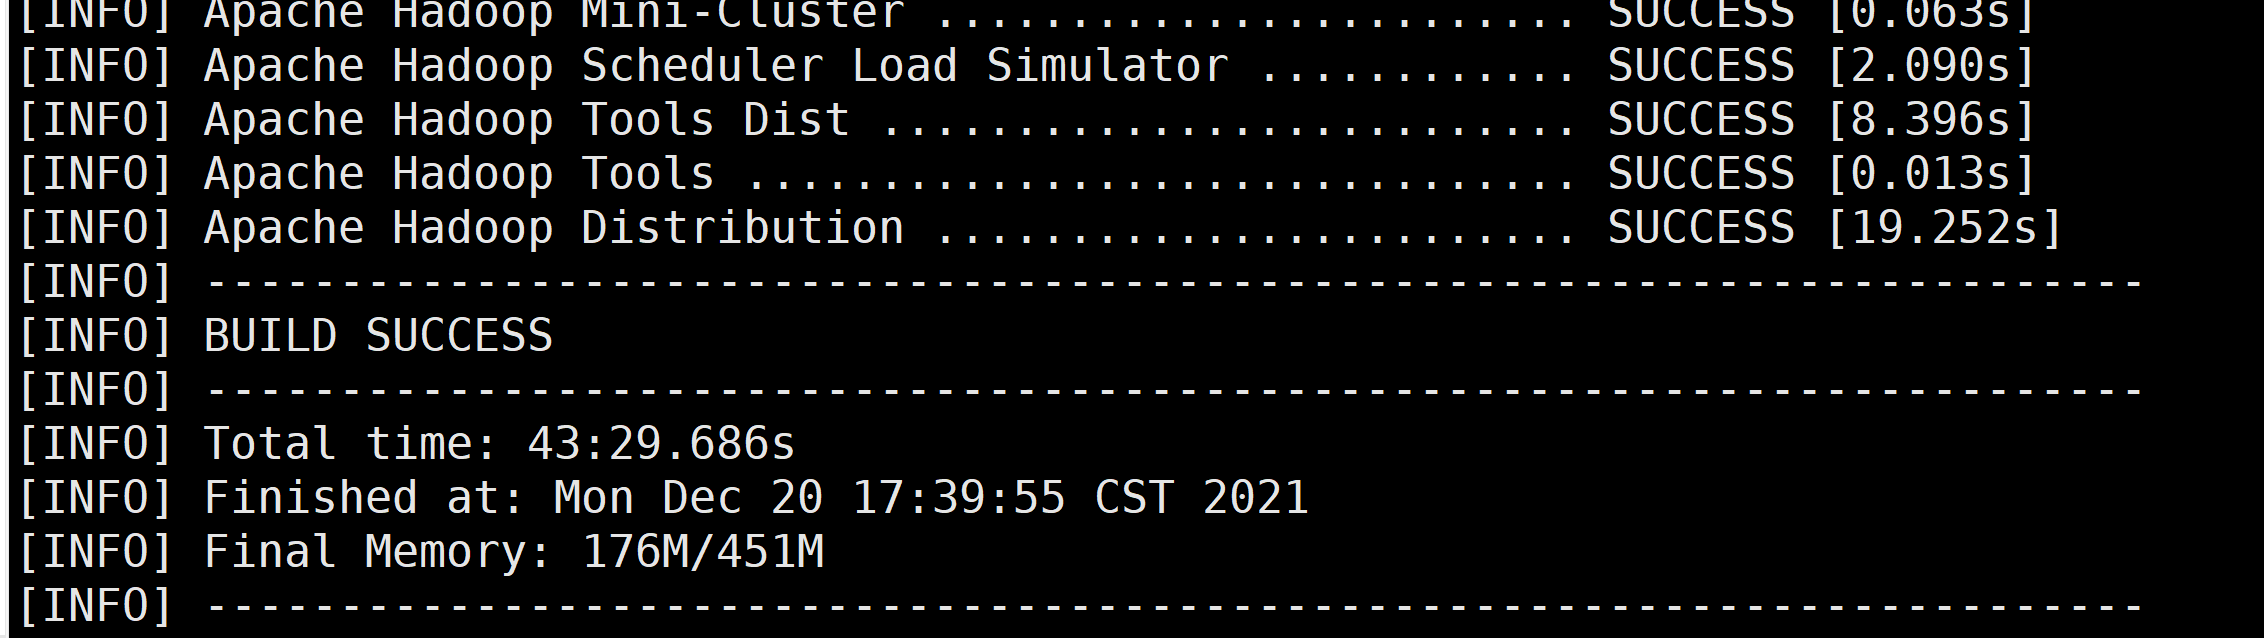 [INFO] Apache Hadoop Mini-Cluster ........................ SUCCESS [0.063s]
[INFO] Apache Hadoop Scheduler Load Simulator ............ SUCCESS [2.090s]
[INFO] Apache Hadoop Tools Dist .......................... SUCCESS [8.396s]
[INFO] Apache Hadoop Tools ............................... SUCCESS [0.013s]
[INFO] Apache Hadoop Distribution ........................ SUCCESS [19.252s]
[INFO] ------------------------------------------------------------------------
[INFO] BUILD SUCCESS
[INFO] ------------------------------------------------------------------------
[INFO] Total time: 43:29.686s
[INFO] Finished at: Mon Dec 20 17:39:55 CST 2021
[INFO] Final Memory: 176M/451M
[INFO] ------------------------------------------------------------------------